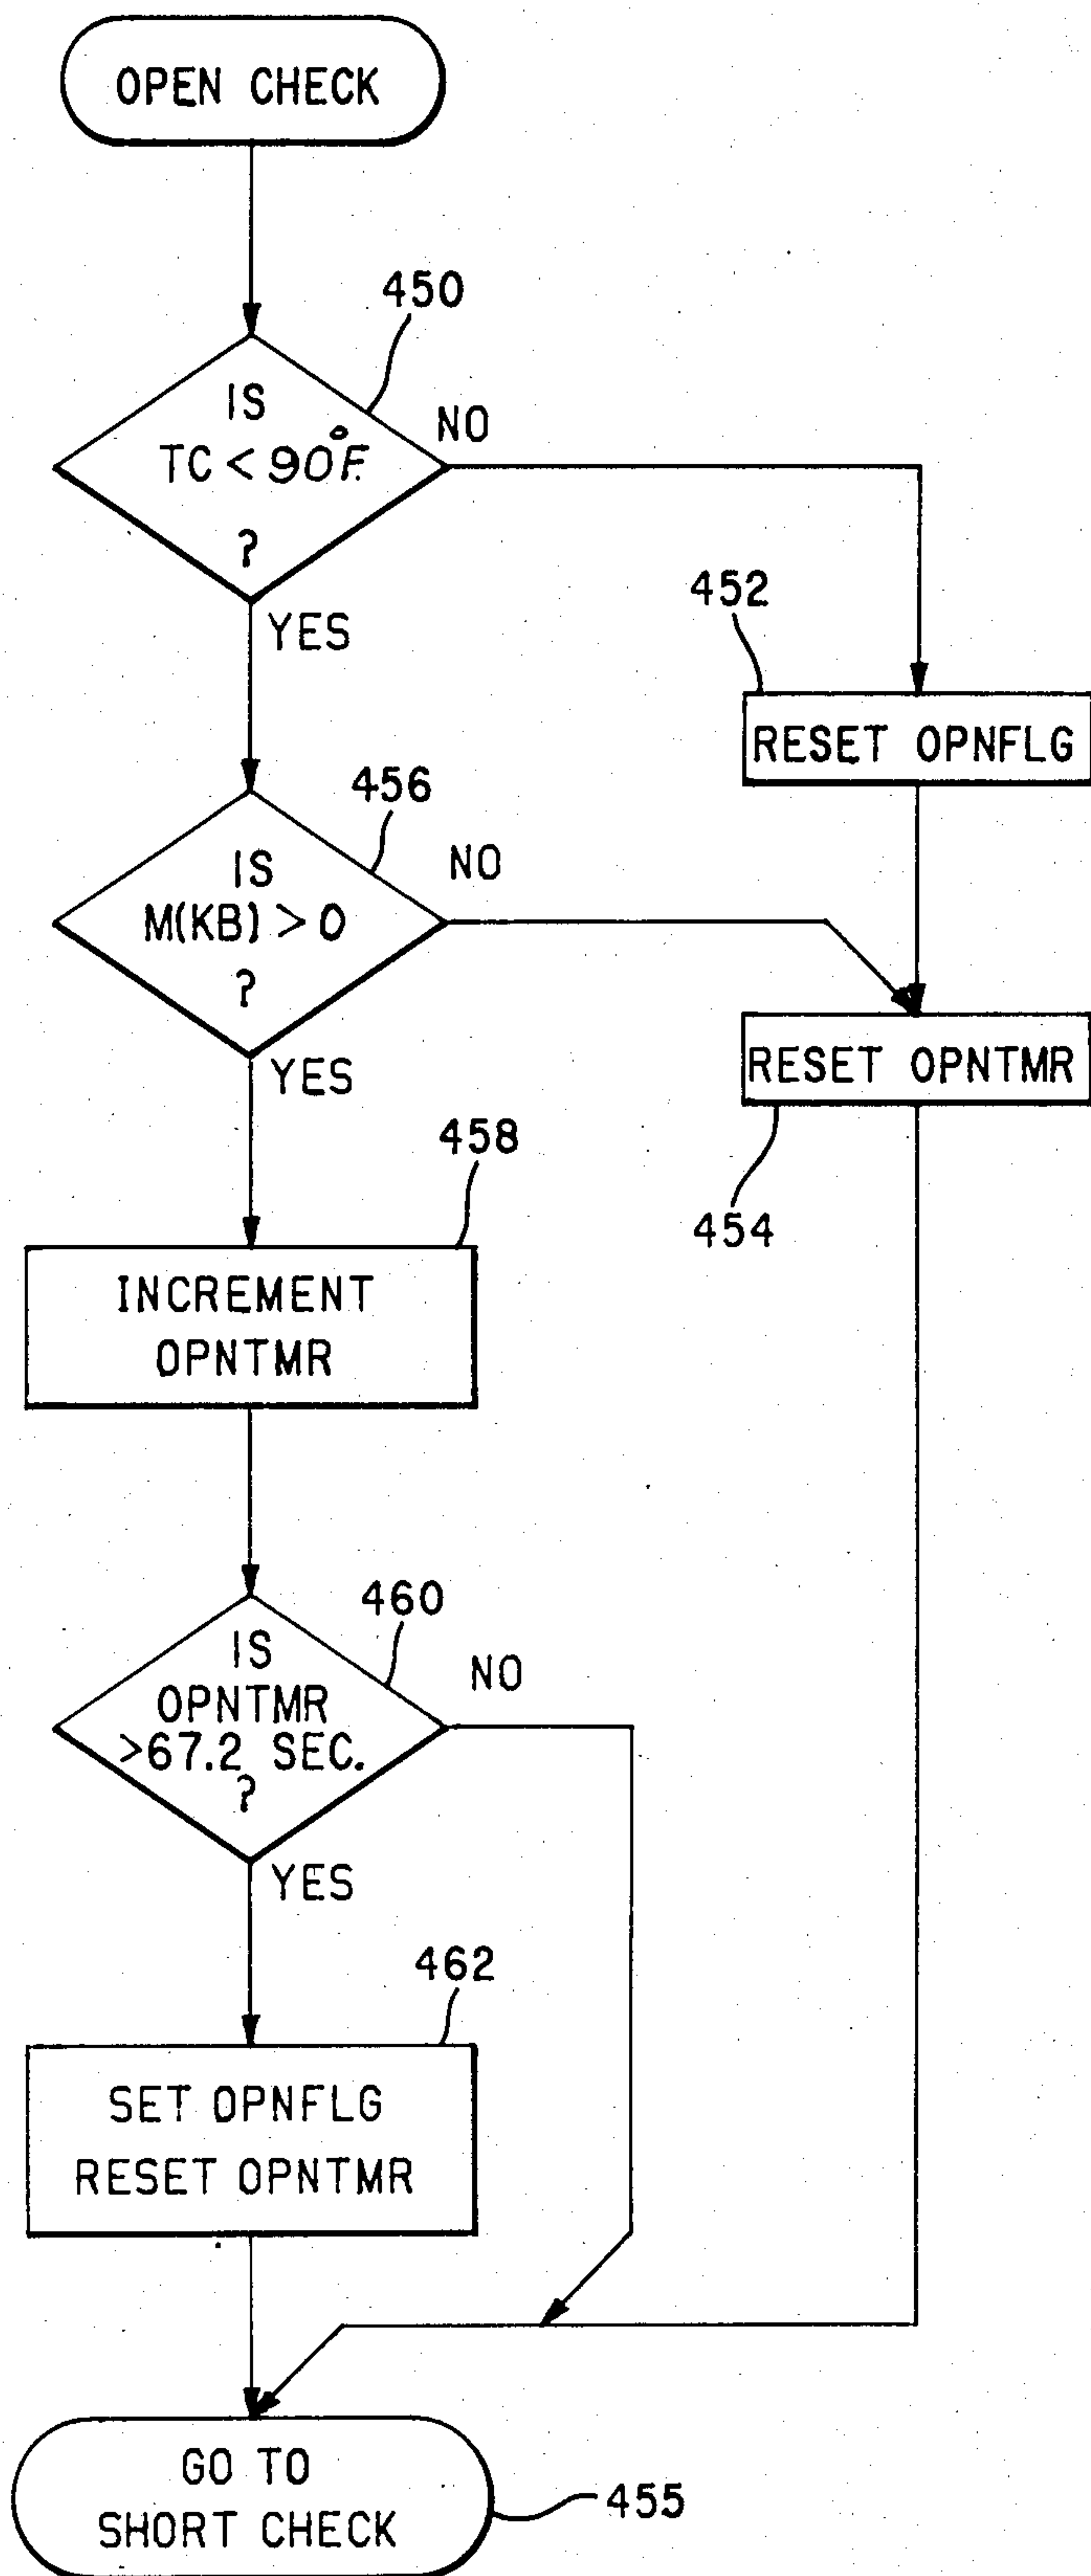 OPEN CHECK
450
IS
TC < 90°F.
?
NO
YES
452
RESET OPNFLG
456
IS
M(KB) > 0
?
NO
YES
RESET OPNTMR
454
458
INCREMENT
OPNTMR
460
IS
OPNTMR
>67.2 SEC.
?
NO
YES
462
SET OPNFLG
RESET OPNTMR
GO TO
SHORT CHECK
455